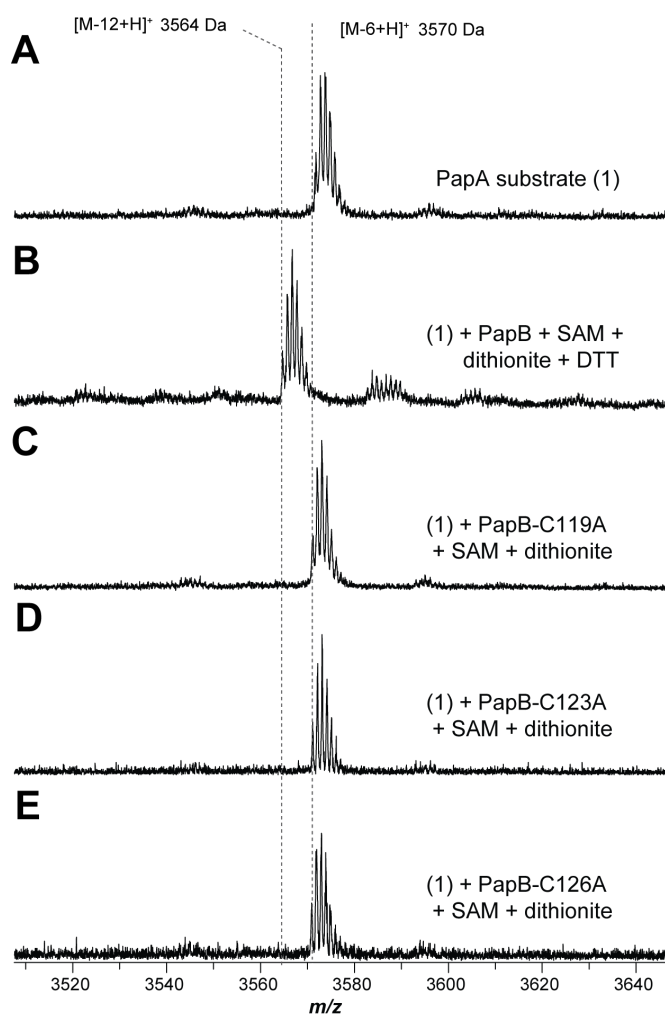 [M-12+H]⁺ 3564 Da
[M-6+H]⁺ 3570 Da
A
PapA substrate (1)
B
(1) + PapB + SAM +
dithionite + DTT
C
(1) + PapB-C119A
+ SAM + dithionite
D
(1) + PapB-C123A
+ SAM + dithionite
E
(1) + PapB-C126A
+ SAM + dithionite
3520 3540 3560 3580 3600 3620 3640
m/z